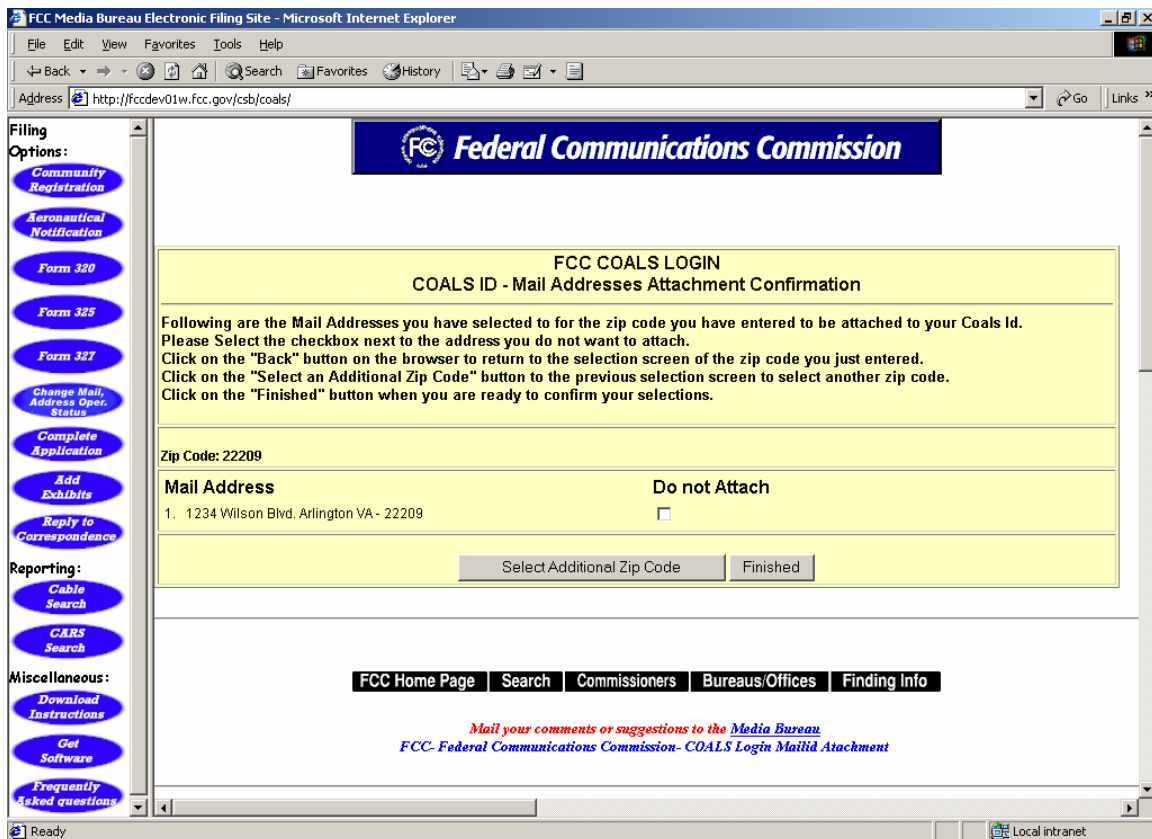 FCC Media Bureau Electronic Filing Site - Microsoft Internet Explorer
File Edit View Favorites Tools Help
Back Search Favorites History
Address http://fccdev01w.fcc.gov/csb/coals/ Go Links »
Filing
Options:
Community
Registration
Aeronautical
Notification
Form 320
Form 325
Form 327
Change Mail,
Address Oper.
Status
Complete
Application
Add
Exhibits
Reply to
Correspondence
Reporting:
Cable
Search
CARS
Search
Miscellaneous:
Download
Instructions
Get
Software
Frequently
Asked questions
FCC Federal Communications Commission
FCC COALS LOGIN
COALS ID - Mail Addresses Attachment Confirmation
Following are the Mail Addresses you have selected to for the zip code you have entered to be attached to your Coals Id.
Please Select the checkbox next to the address you do not want to attach.
Click on the "Back" button on the browser to return to the selection screen of the zip code you just entered.
Click on the "Select an Additional Zip Code" button to the previous selection screen to select another zip code.
Click on the "Finished" button when you are ready to confirm your selections.
Zip Code: 22209
Mail Address Do not Attach
1. 1234 Wilson Blvd. Arlington VA - 22209
Select Additional Zip Code Finished
FCC Home Page Search Commissioners Bureaus/Offices Finding Info
Mail your comments or suggestions to the Media Bureau
FCC- Federal Communications Commission- COALS Login Mailid Atachment
Ready Local intranet